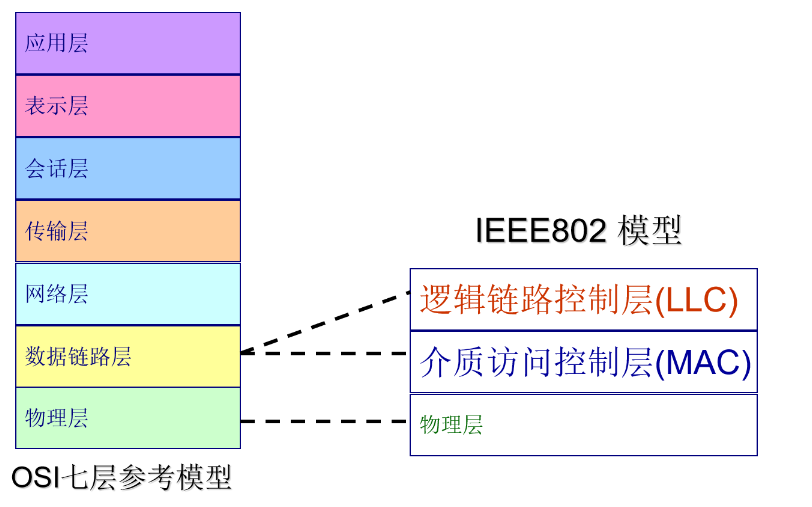 应用层
表示层
会话层
传输层
网络层
数据链路层
物理层
OSI七层参考模型
IEEE802 模型
逻辑链路控制层(LLC)
介质访问控制层(MAC)
物理层